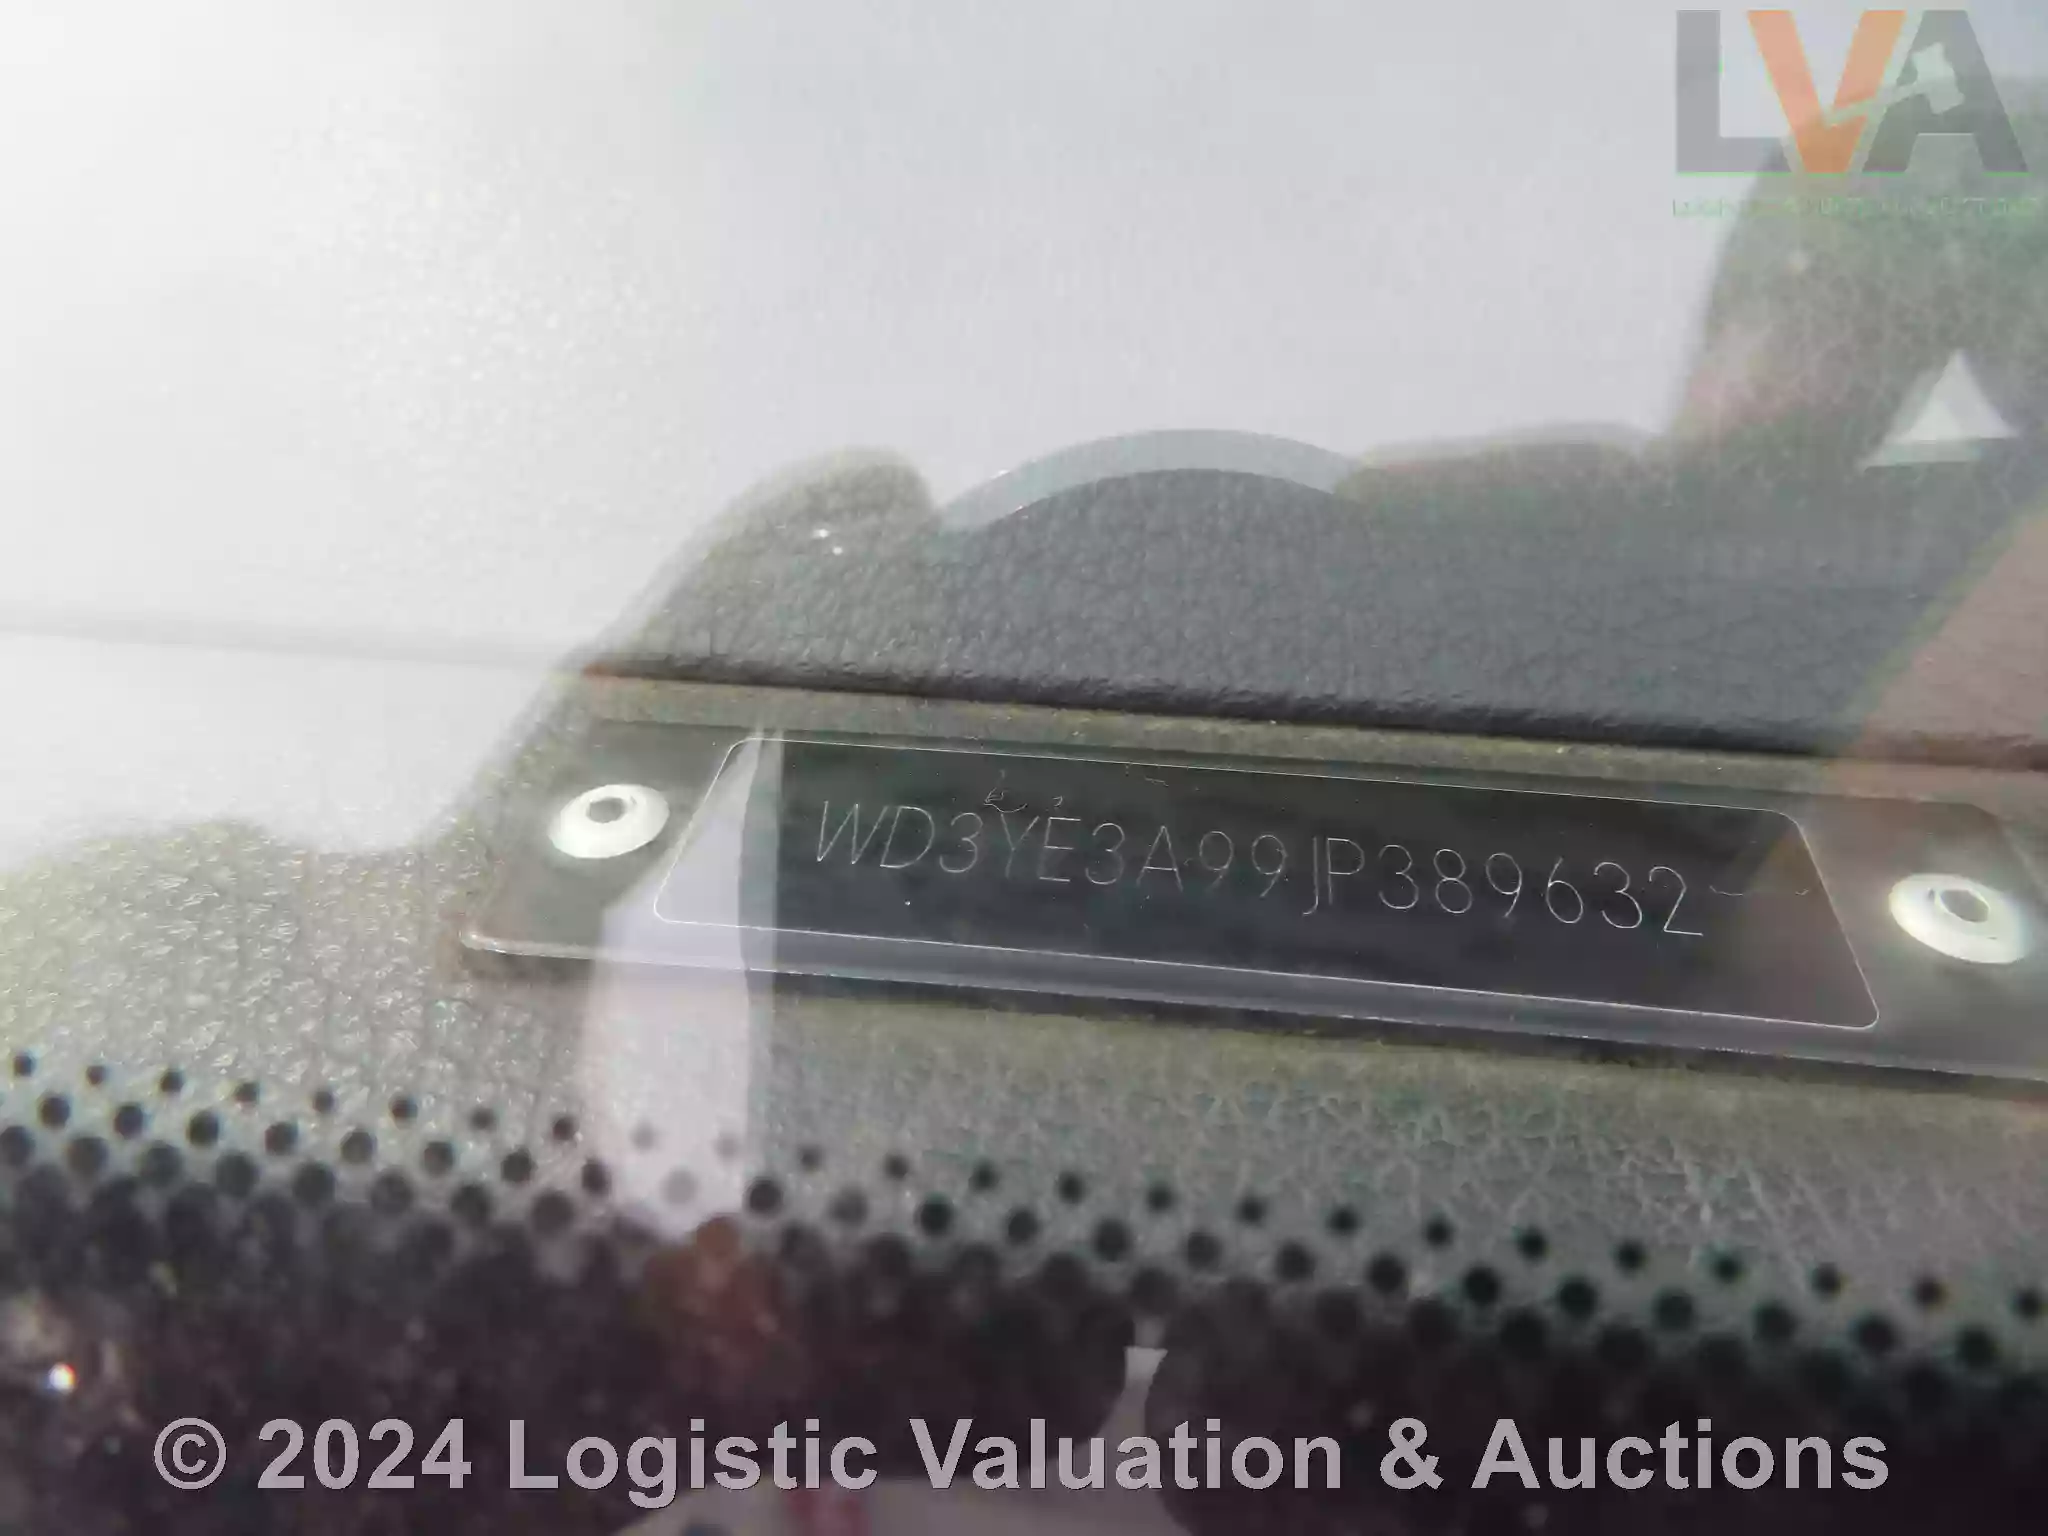 LVA
WD3YE3A99JP389632
© 2024 Logistic Valuation & Auctions